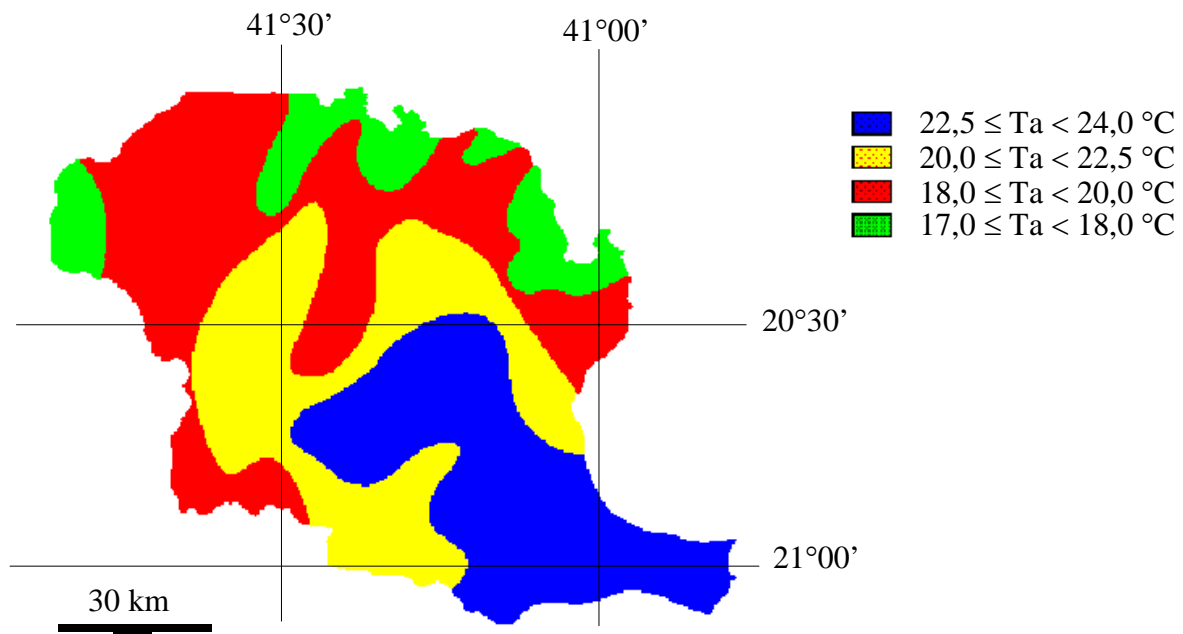 41°30’
41°00’
22,5 ≤ Ta < 24,0 °C
20,0 ≤ Ta < 22,5 °C
18,0 ≤ Ta < 20,0 °C
17,0 ≤ Ta < 18,0 °C
20°30’
21°00’
30 km